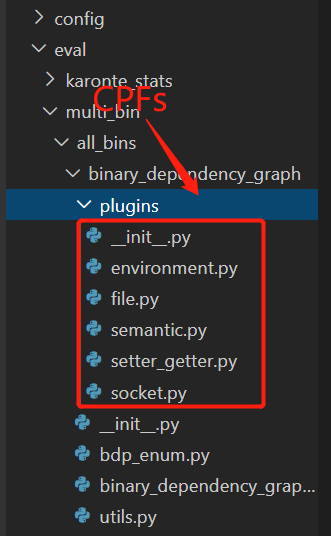 config
eval
karonte_stats
CPFs
multi_bin
all_bins
binary_dependency_graph
plugins
__init__.py
environment.py
file.py
semantic.py
setter_getter.py
socket.py
__init__.py
bdp_enum.py
binary_dependency_grap...
utils.py